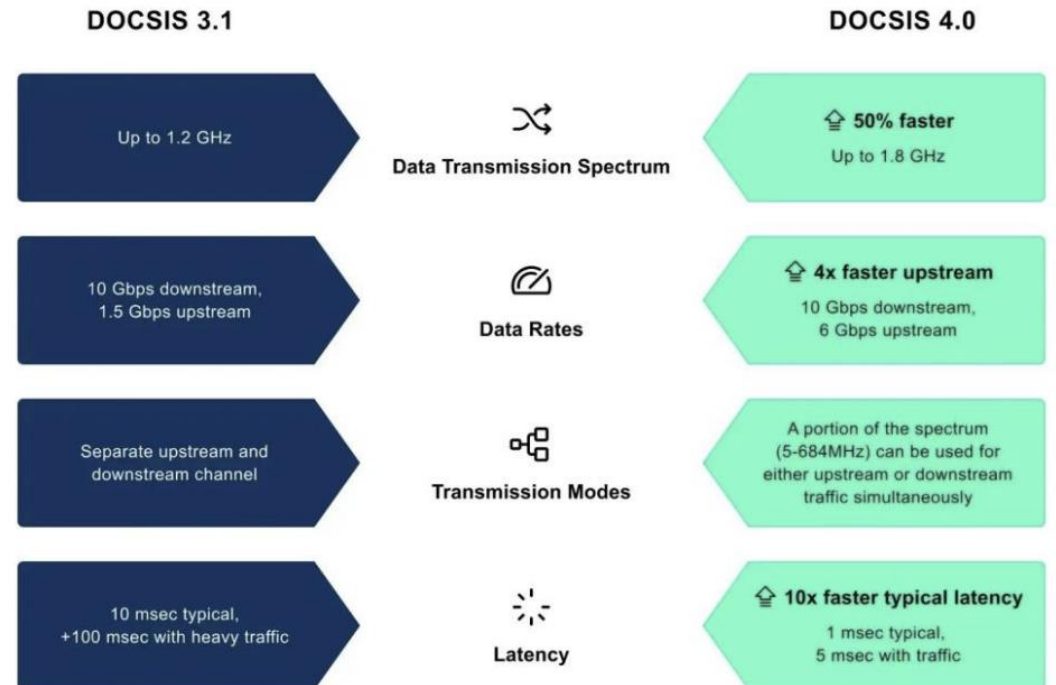 DOCSIS 3.1
DOCSIS 4.0
Up to 1.2 GHz
Data Transmission Spectrum
50% faster
Up to 1.8 GHz
10 Gbps downstream,
1.5 Gbps upstream
Data Rates
4x faster upstream
10 Gbps downstream,
6 Gbps upstream
Separate upstream and
downstream channel
Transmission Modes
A portion of the spectrum
(5-684MHz) can be used for
either upstream or downstream
traffic simultaneously
10 msec typical,
+100 msec with heavy traffic
Latency
10x faster typical latency
1 msec typical,
5 msec with traffic